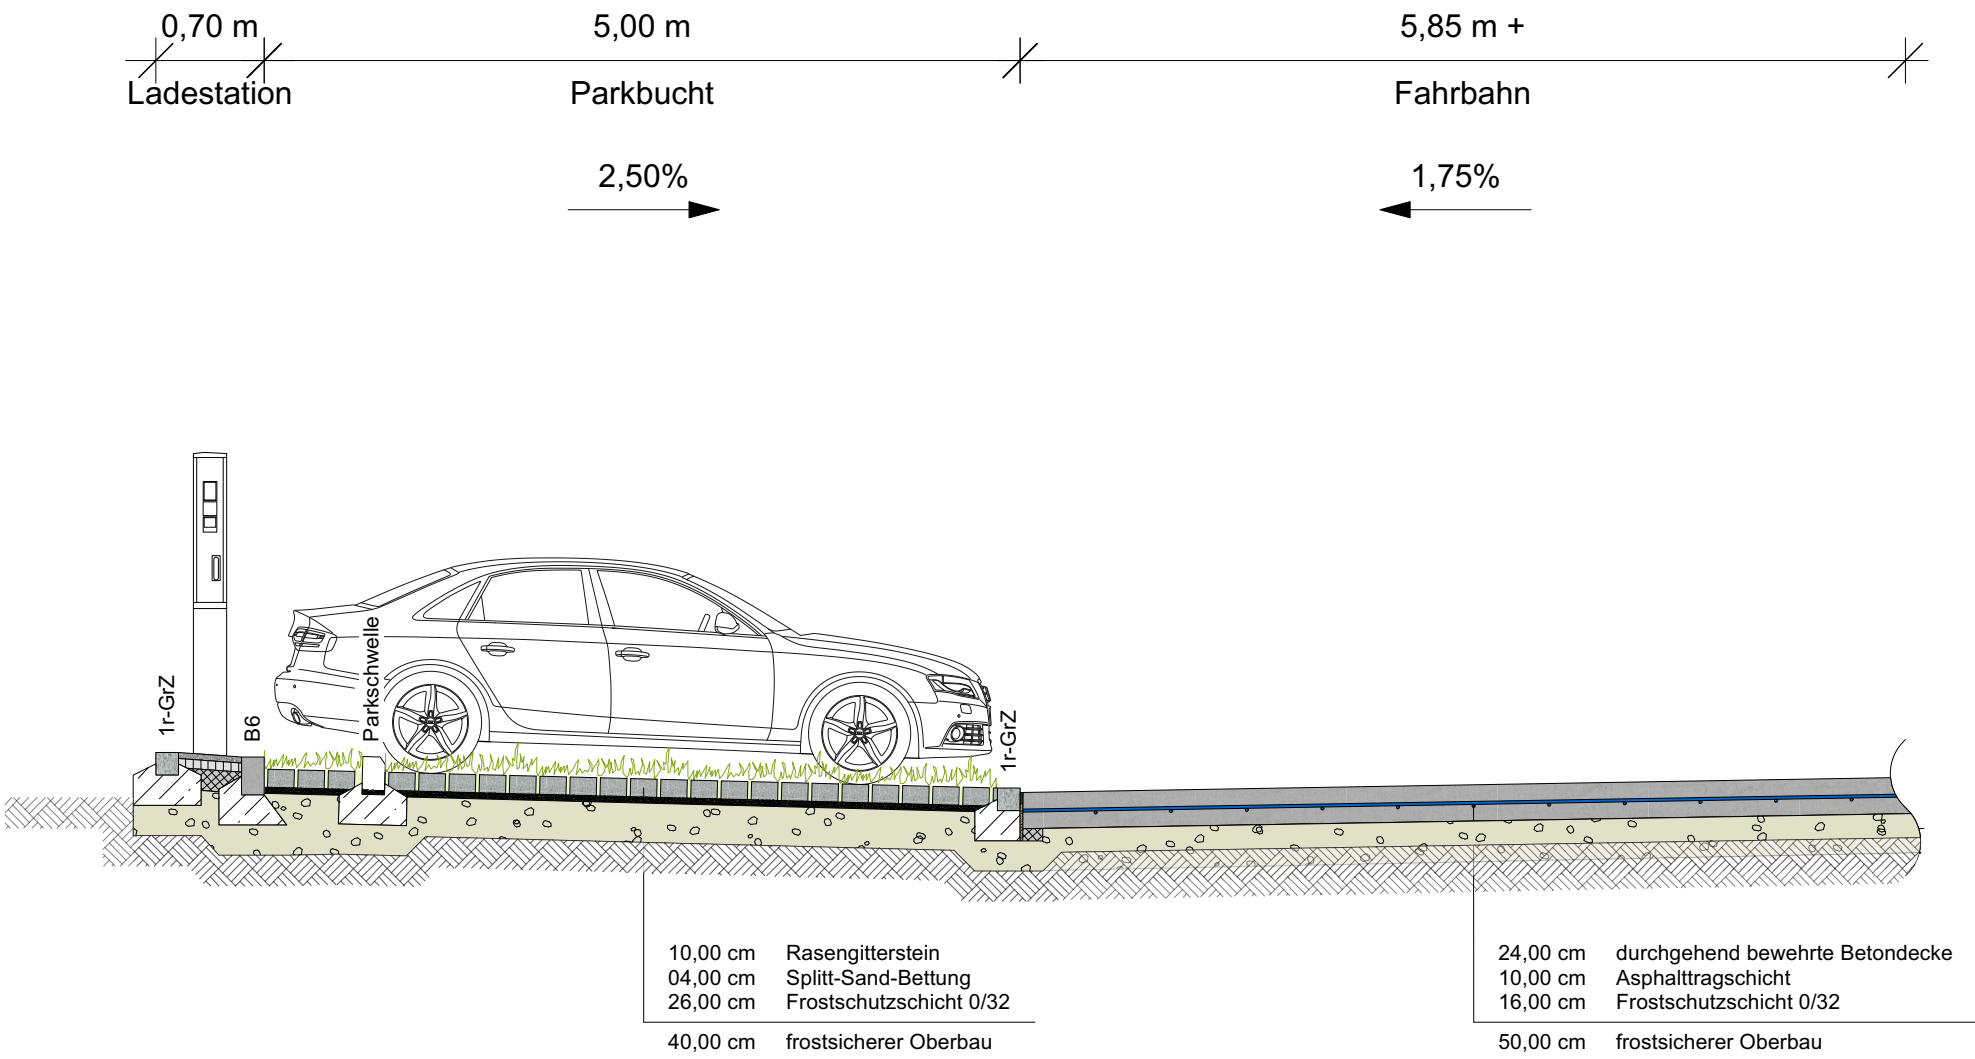 0,70 m 5,00 m 5,85 m +
Ladestation Parkbucht Fahrbahn
2,50% 1,75%
1r-GrZ
B6
Parkschwelle
1r-GrZ
10,00 cm Rasengitterstein
04,00 cm Splitt-Sand-Bettung
26,00 cm Frostschutzschicht 0/32
40,00 cm frostsicherer Oberbau
24,00 cm durchgehend bewehrte Betondecke
10,00 cm Asphalttragschicht
16,00 cm Frostschutzschicht 0/32
50,00 cm frostsicherer Oberbau